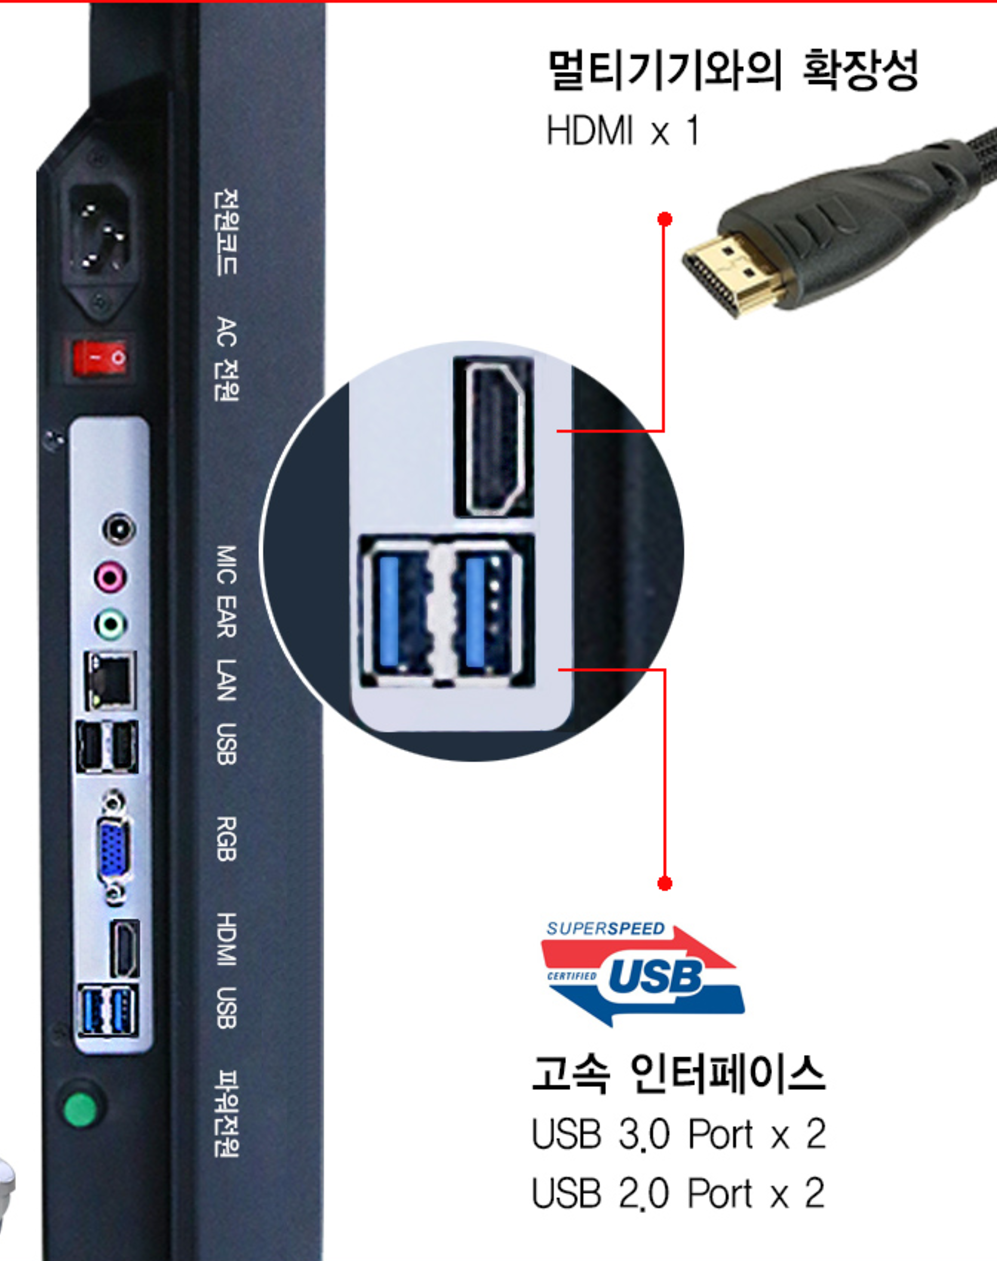 멀티기기와의 확장성
HDMI x 1
전원코드
AC 전원
MIC
EAR
LAN
USB
RGB
HDMI
USB
파워전원
SUPERSPEED
CERTIFIED
USB
고속 인터페이스
USB 3.0 Port x 2
USB 2.0 Port x 2